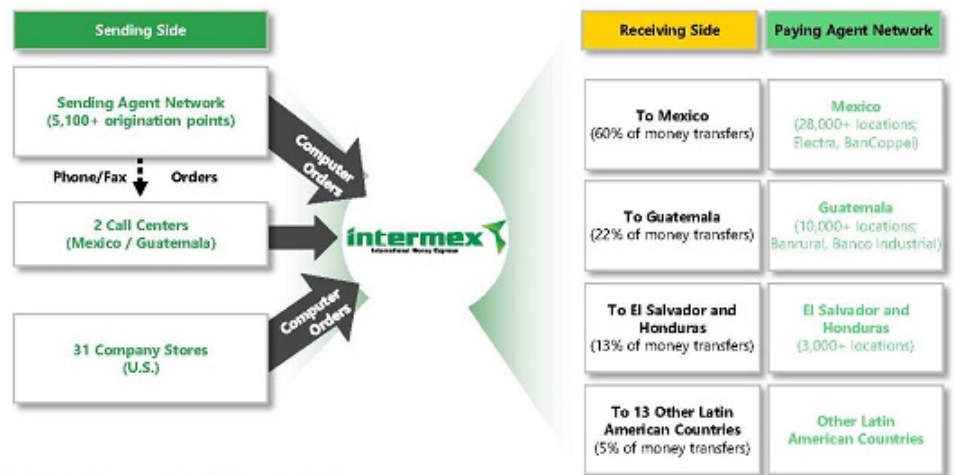 Sending Side
Sending Agent Network
(5,100+ origination points)
Phone/Fax Orders
2 Call Centers
(Mexico / Guatemala)
31 Company Stores
(U.S.)
Computer
Orders
Computer
Orders
intermex
International Money Express
Receiving Side
Paying Agent Network
To Mexico
(60% of money transfers)
Mexico
(28,000+ locations;
Electra, BanCoppel)
To Guatemala
(22% of money transfers)
Guatemala
(10,000+ locations;
Banrural, Banco Industrial)
To El Salvador and
Honduras
(13% of money transfers)
El Salvador and
Honduras
(3,000+ locations)
To 13 Other Latin
American Countries
(5% of money transfers)
Other Latin
American Countries